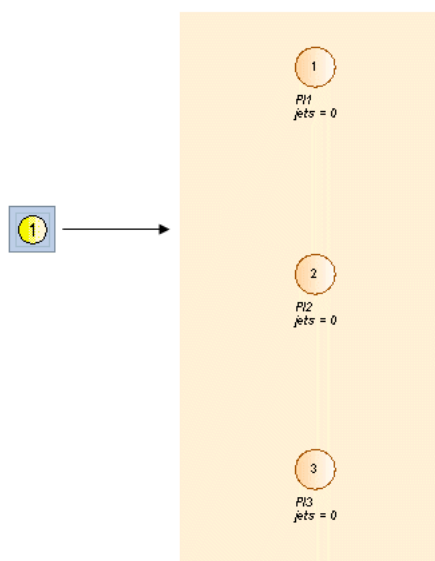 1
1
Pl1
jets = 0
2
Pl2
jets = 0
3
Pl3
jets = 0